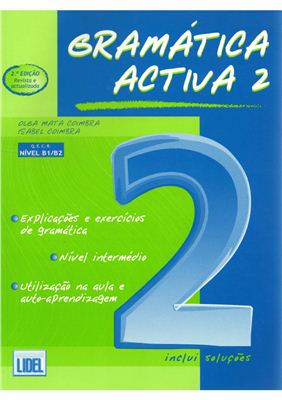 GRAMÁTICA
ACTIVA 2
2.ª EDIÇÃO
Revista e
actualizada
OLGA MATA COIMBRA
ISABEL COIMBRA
Q.E.C.R.
NÍVEL B1/B2
2
Explicações e exercícios
de gramática
Nível intermédio
Utilização na aula e
auto-aprendizagem
LIDEL
inclui soluções